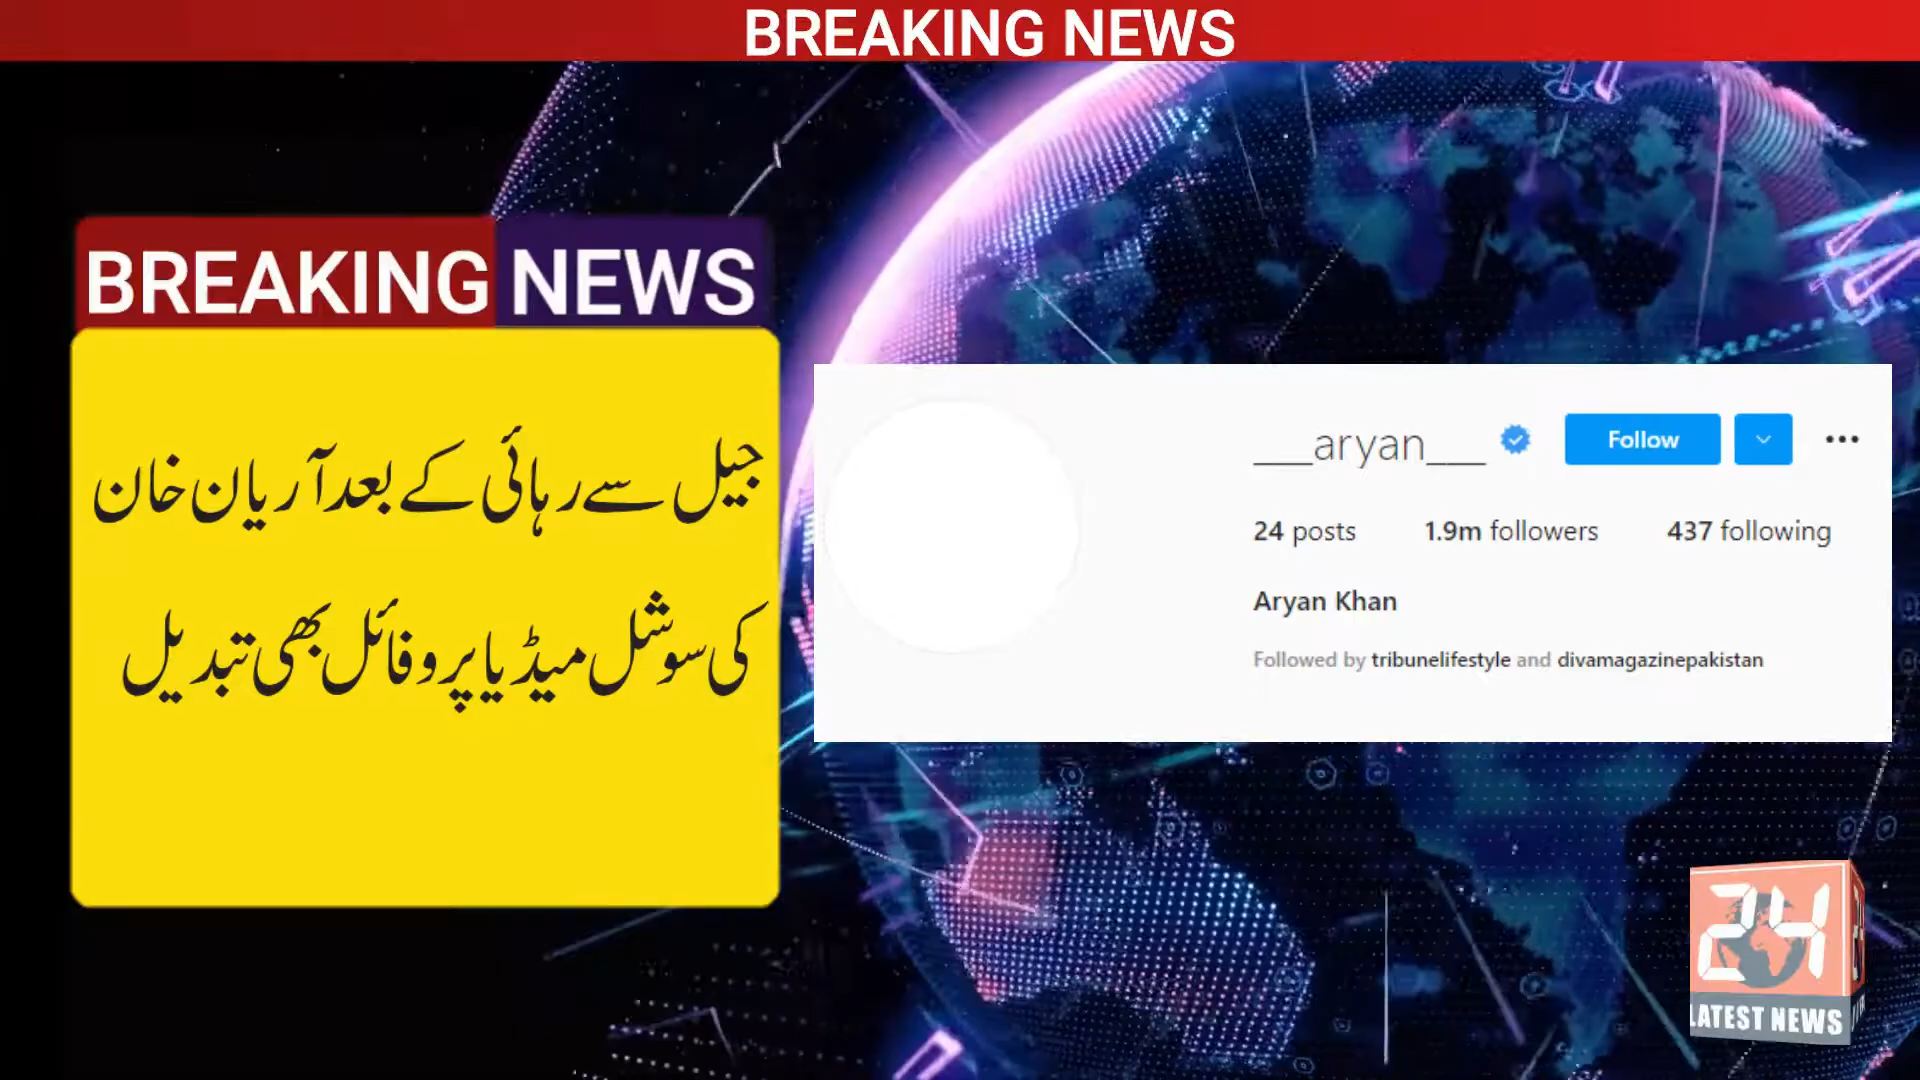 BREAKING NEWS
BREAKING NEWS
جیل سے رہائی کے بعد آریان خان
کی سوشل میڈیا پروفائل بھی تبدیل
___aryan___
Follow
24 posts 1.9m followers 437 following
Aryan Khan
Followed by tribunelifestyle and divamagazinepakistan
24
LATEST NEWS